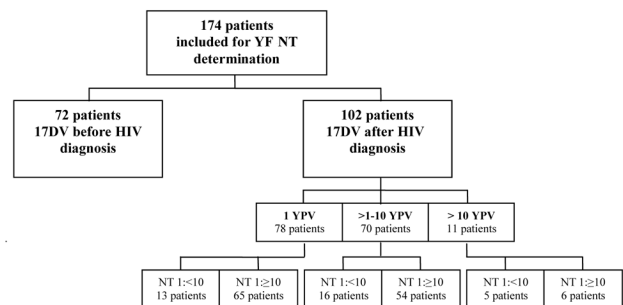 174 patients
included for YF NT
determination
72 patients
17DV before HIV
diagnosis
102 patients
17DV after HIV
diagnosis
1 YPV
78 patients
>1-10 YPV
70 patients
> 10 YPV
11 patients
NT 1:<10
13 patients
NT 1:≥10
65 patients
NT 1:<10
16 patients
NT 1:≥10
54 patients
NT 1:<10
5 patients
NT 1:≥10
6 patients